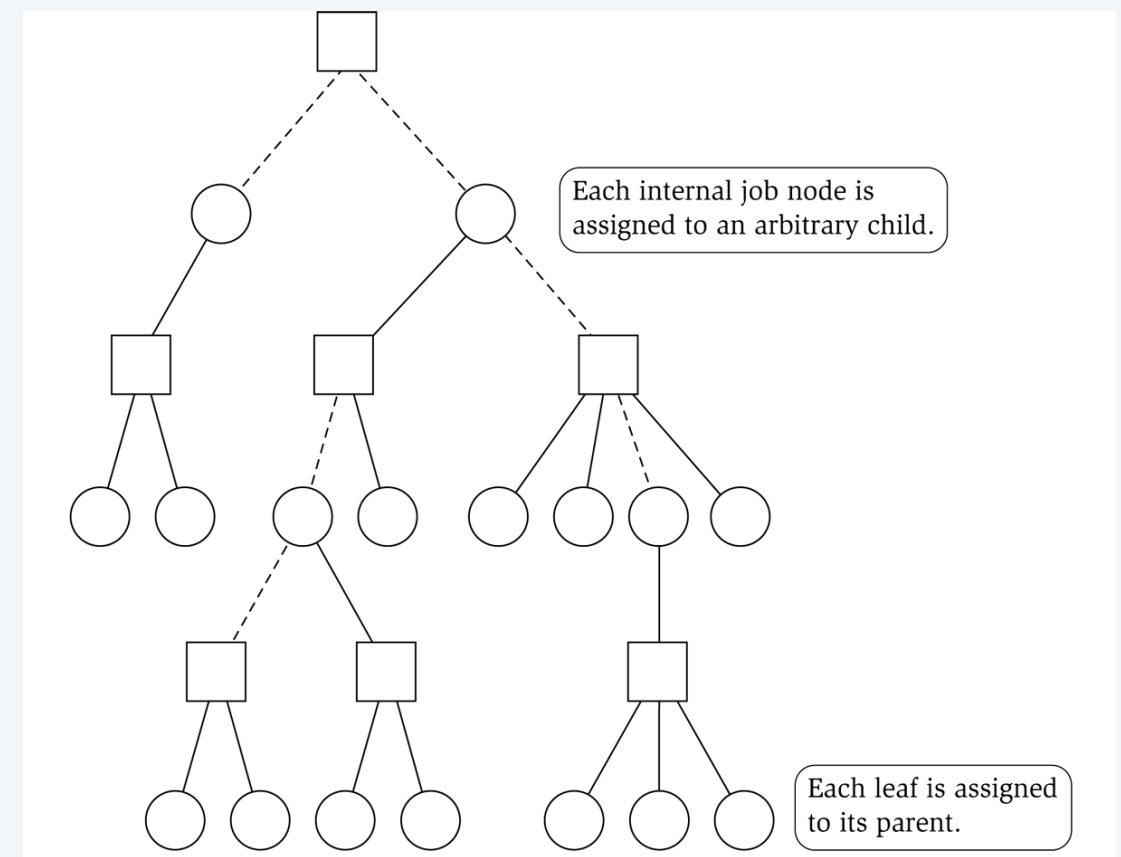 Each internal job node is
assigned to an arbitrary child.
Each leaf is assigned
to its parent.